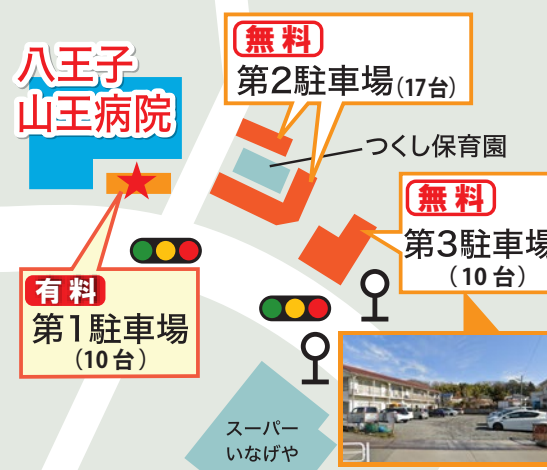 無料
第2駐車場(17台)
八王子
山王病院
つくし保育園
無料
第3駐車場
(10台)
有料
第1駐車場
(10台)
スーパー
いなげや